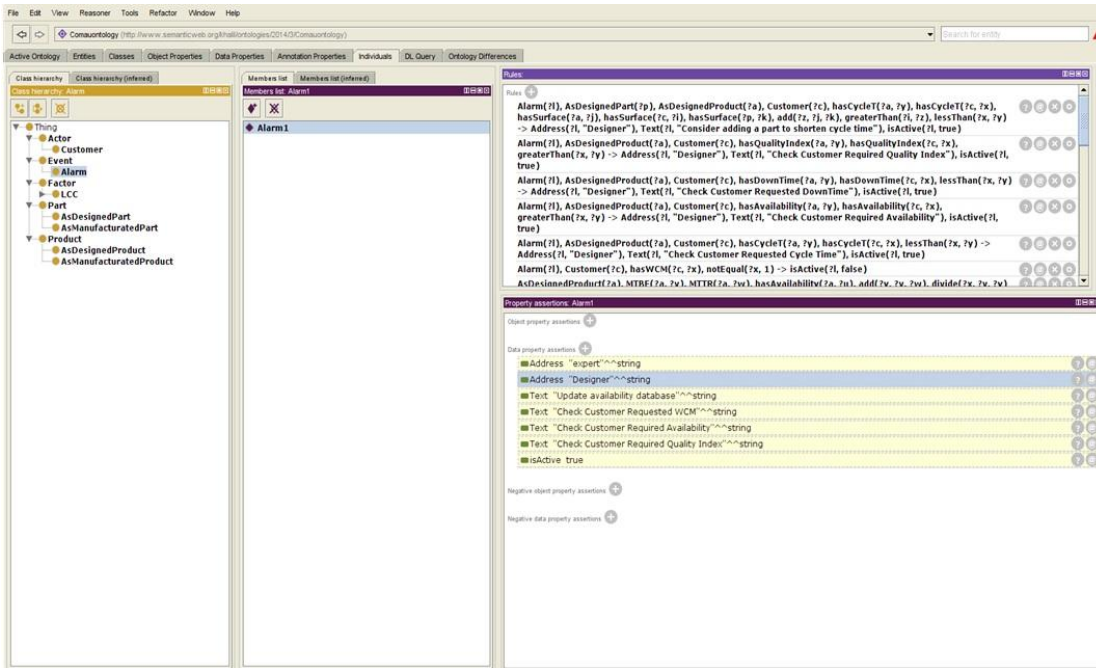 File Edit View Reasoner Tools Refactor Window Help
Comauontology (http://www.semanticweb.org/khalil/ontologies/2014/3/Comauontology)
Search for entity
Active Ontology Entities Classes Object Properties Data Properties Annotation Properties Individuals DL Query Ontology Differences
Class hierarchy Class hierarchy (inferred)
Class hierarchy: Alarm
Thing
Actor
Customer
Event
Alarm
Factor
LCC
Part
AsDesignedPart
AsManufacturatedPart
Product
AsDesignedProduct
AsManufacturatedProduct
Members list Members list (inferred)
Members list: Alarm1
Alarm1
Rules:
Rules
Alarm(?l), AsDesignedPart(?p), AsDesignedProduct(?a), Customer(?c), hasCycleT(?a, ?y), hasCycleT(?c, ?x),
hasSurface(?a, ?j), hasSurface(?c, ?i), hasSurface(?p, ?k), add(?z, ?j, ?k), greaterThan(?i, ?z), lessThan(?x, ?y)
-> Address(?l, "Designer"), Text(?l, "Consider adding a part to shorten cycle time"), isActive(?l, true)
Alarm(?l), AsDesignedProduct(?a), Customer(?c), hasQualityIndex(?a, ?y), hasQualityIndex(?c, ?x),
greaterThan(?x, ?y) -> Address(?l, "Designer"), Text(?l, "Check Customer Required Quality Index"), isActive(?l,
true)
Alarm(?l), AsDesignedProduct(?a), Customer(?c), hasDownTime(?a, ?y), hasDownTime(?c, ?x), lessThan(?x, ?y)
-> Address(?l, "Designer"), Text(?l, "Check Customer Requested DownTime"), isActive(?l, true)
Alarm(?l), AsDesignedProduct(?a), Customer(?c), hasAvailability(?a, ?y), hasAvailability(?c, ?x),
greaterThan(?x, ?y) -> Address(?l, "Designer"), Text(?l, "Check Customer Required Availability"), isActive(?l,
true)
Alarm(?l), AsDesignedProduct(?a), Customer(?c), hasCycleT(?a, ?y), hasCycleT(?c, ?x), lessThan(?x, ?y) ->
Address(?l, "Designer"), Text(?l, "Check Customer Requested Cycle Time"), isActive(?l, true)
Alarm(?l), Customer(?c), hasWCM(?c, ?x), notEqual(?x, 1) -> isActive(?l, false)
AsDesignedProduct(?a), MTBF(?a, ?y), MTTR(?a, ?w), hasAvailability(?a, ?u), add(?v, ?y, ?w), divide(?x, ?y, ?v)
Property assertions: Alarm1
Object property assertions
Data property assertions
Address "expert"^^string
Address "Designer"^^string
Text "Update availability database"^^string
Text "Check Customer Requested WCM"^^string
Text "Check Customer Required Availability"^^string
Text "Check Customer Required Quality Index"^^string
isActive true
Negative object property assertions
Negative data property assertions